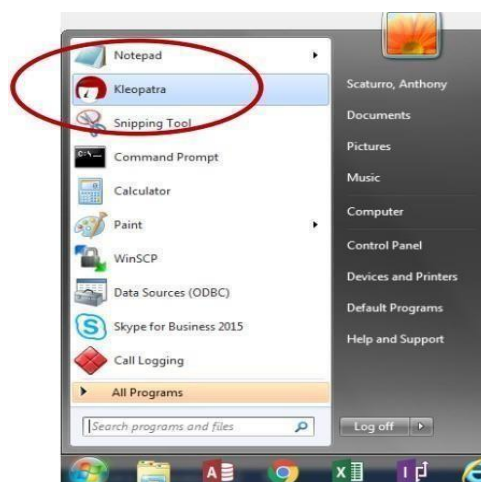 Notepad
Kleopatra
Snipping Tool
Command Prompt
Calculator
Paint
WinSCP
Data Sources (ODBC)
Skype for Business 2015
Call Logging
All Programs
Search programs and files
Scaturro, Anthony
Documents
Pictures
Music
Computer
Control Panel
Devices and Printers
Default Programs
Help and Support
Log off